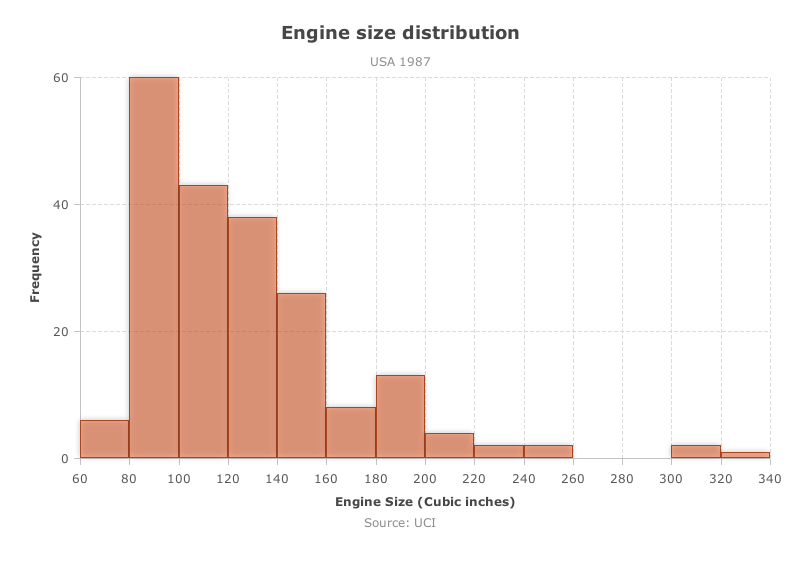 Engine size distribution
USA 1987
60
40
20
0
Frequency
60 80 100 120 140 160 180 200 220 240 260 280 300 320 340
Engine Size (Cubic inches)
Source: UCI